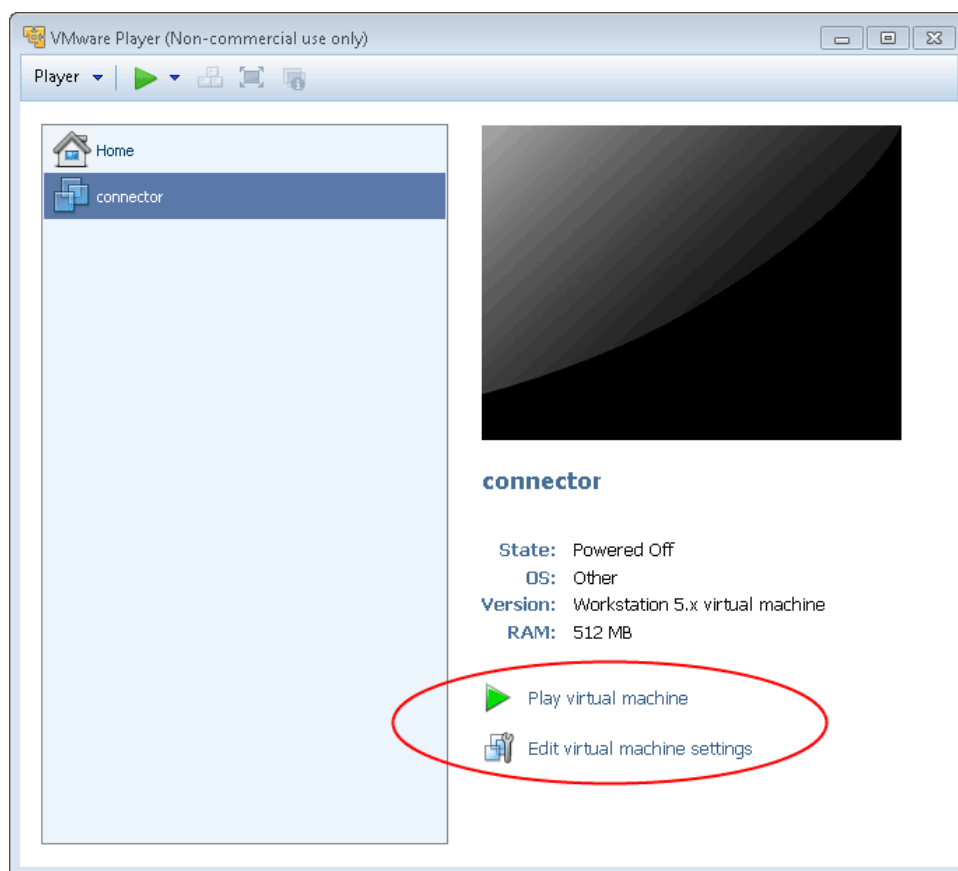 VMware Player (Non-commercial use only)
Player
Home
connector
connector
State: Powered Off
OS: Other
Version: Workstation 5.x virtual machine
RAM: 512 MB
Play virtual machine
Edit virtual machine settings